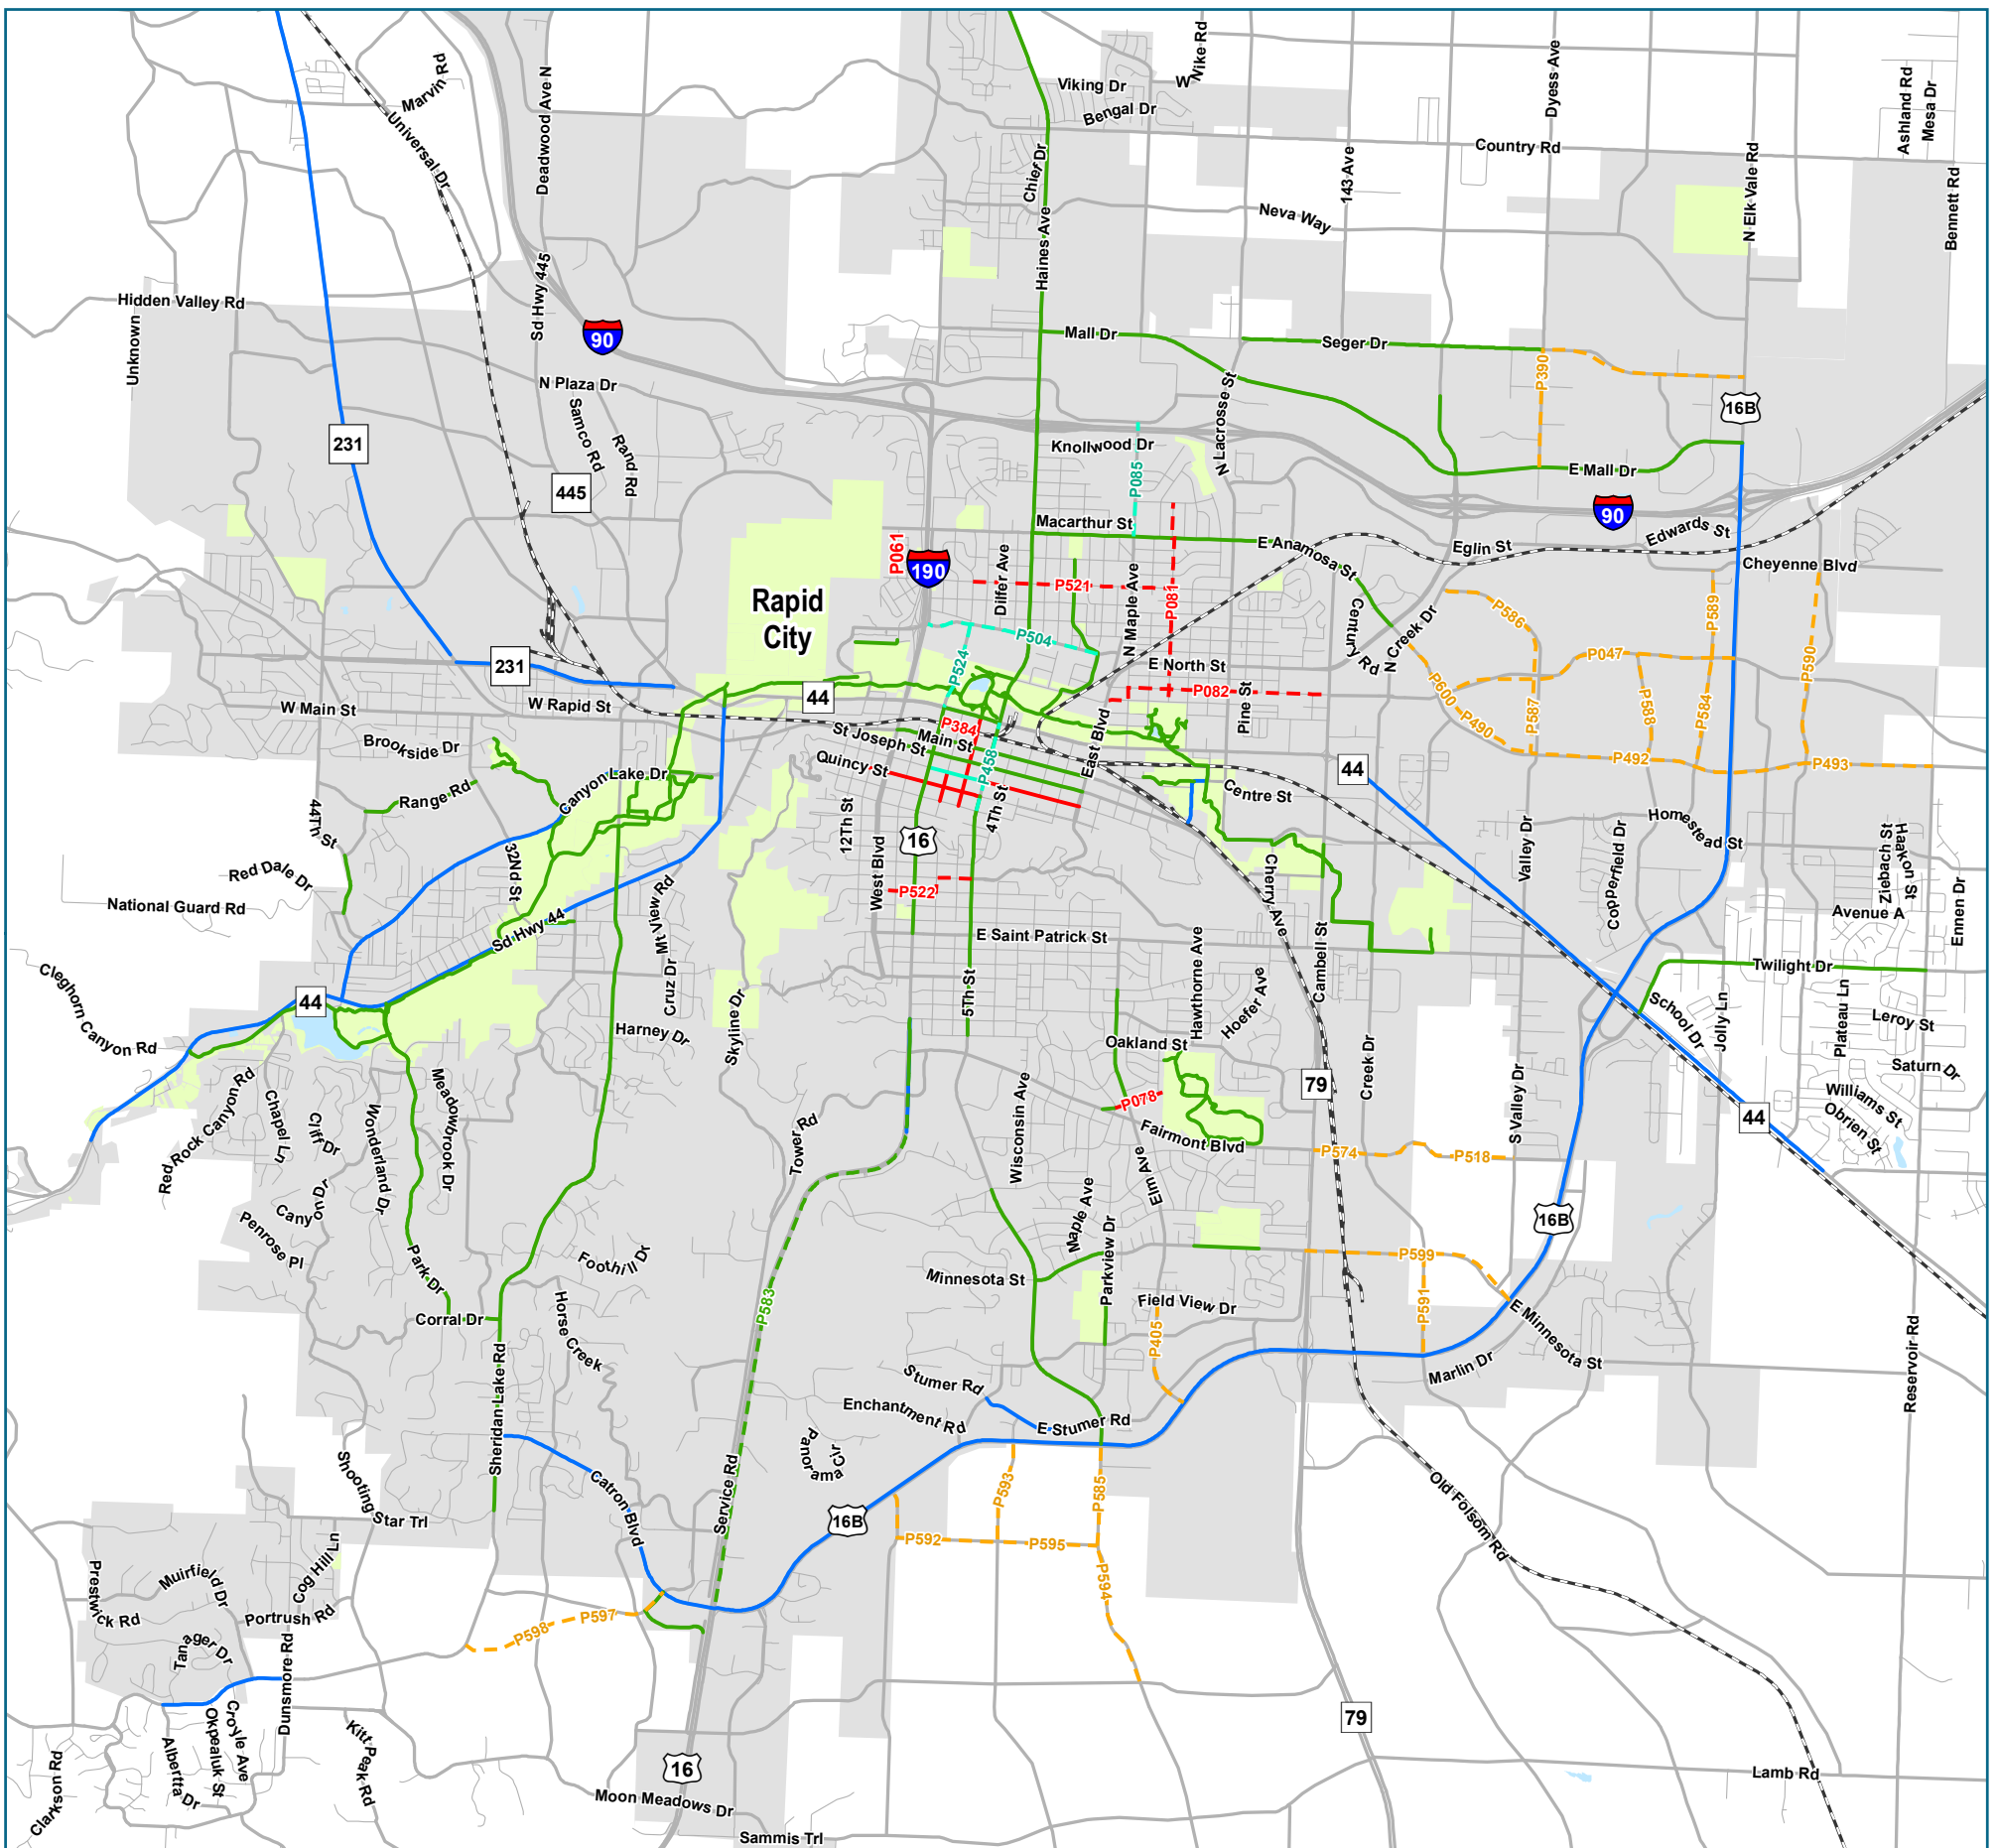 Viking Dr
W Nike Rd
Bengal Dr
Marvin Rd
Universal Dr
Deadwood Ave N
Dyess Ave
Ashland Rd
Mesa Dr
Country Rd
Chief Dr
143 Ave
N Elk Vale Rd
Bennett Rd
Neva Way
Haines Ave
Hidden Valley Rd
Unknown
Sd Hwy 445
90
Mall Dr
Seger Dr
P390
N Plaza Dr
16B
Samco Rd
Rand Rd
N Lacrosse St
231
Knollwood Dr
P085
E Mall Dr
445
90
Macarthur St
P061
190
E Anamosa St
Eglin St
Edwards St
Cheyenne Blvd
Differ Ave
P521
P081
N Maple Ave
Rapid
City
P586
P589
Century Rd
N Creek Dr
P504
P524
P047
P590
231
E North St
44
P082
P600
P490
P587
P588
P584
W Main St
W Rapid St
Pine St
P384
East Blvd
Brookside Dr
St Joseph St
Main St
P458
P492
P493
Quincy St
Canyon Lake Dr
44
Range Rd
Centre St
4Th St
12Th St
44Th St
Homestead St
16
Valley Dr
Copperfield Dr
Ziebach St
Haakon St
Red Dale Dr
32Nd St
West Blvd
P522
Cherry Ave
National Guard Rd
Mt View Rd
Avenue A
Ennen Dr
Sd Hwy 44
E Saint Patrick St
Hawthorne Ave
Cambell St
Twilight Dr
Cleghorn Canyon Rd
44
Cruz Dr
5Th St
Hoefer Ave
School Dr
Jolly Ln
Plateau Ln
Leroy St
Skyline Dr
Harney Dr
Oakland St
Creek Dr
Saturn Dr
79
Red Rock Canyon Rd
Chapel Ln
Cliff Dr
Wonderland Dr
Meadowbrook Dr
Wisconsin Ave
P078
S Valley Dr
44
Williams St
Obrien St
Tower Rd
Fairmont Blvd
P574
P518
Canyon Dr
Elm Ave
Penrose Pl
Maple Ave
16B
Park Dr
Foothill Dr
Parkview Dr
P599
Minnesota St
P583
Field View Dr
P591
E Minnesota St
Corral Dr
Horse Creek
P405
Marlin Dr
Sheridan Lake Rd
Stumer Rd
Reservoir Rd
Enchantment Rd
E Stumer Rd
Panorama Cir
Shooting Star Trl
Catron Blvd
Service Rd
P593
P585
Old Folsom Rd
16B
P592
P595
Cog Hill Ln
Prestwick Rd
Muirfield Dr
P594
Portrush Rd
P597
P598
Tanager Dr
Dunsmore Rd
79
Croyle Ave
Okpealuk St
Albertta Dr
Kitt Peak Rd
Clarkson Rd
16
Lamb Rd
Moon Meadows Dr
Sammis Trl